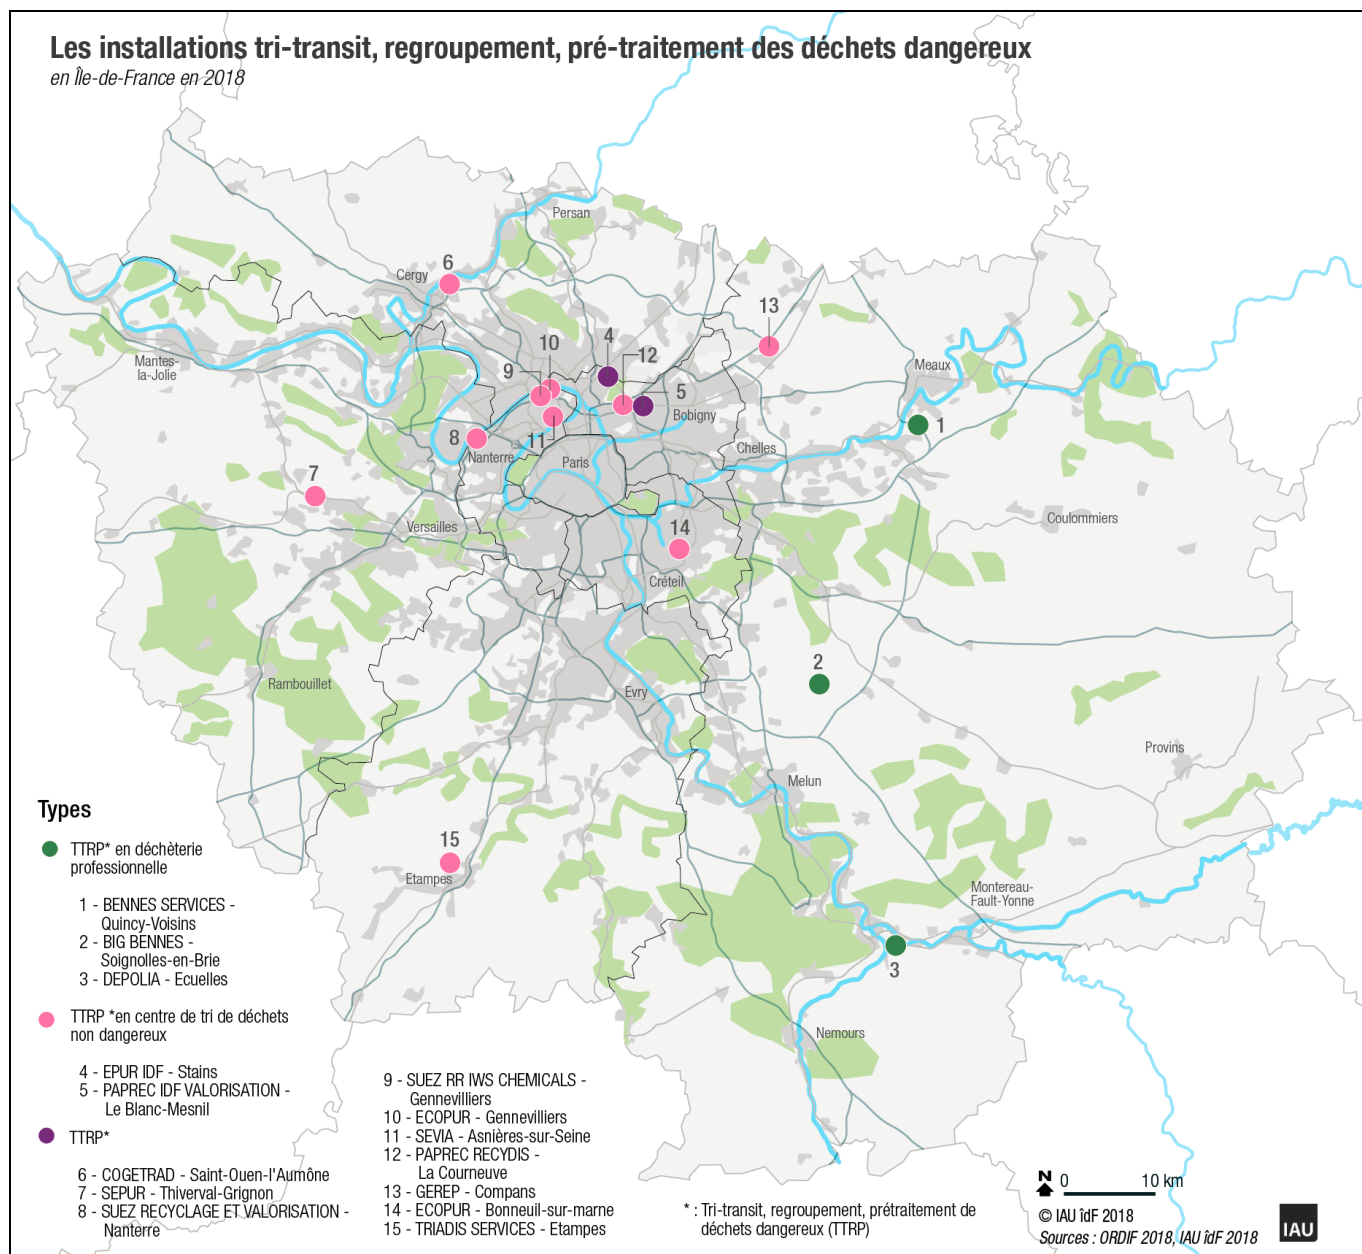 Les installations tri-transit, regroupement, pré-traitement des déchets dangereux
en Île-de-France en 2018
Persan
6
Cergy
13
10
4
12
Mantes-
la-Jolie
9
5
Meaux
Bobigny
1
8
11
Chelles
Nanterre
Paris
7
Versailles
14
Coulommiers
Créteil
2
Rambouillet
Evry
Provins
Melun
15
Etampes
Montereau-
Fault-Yonne
3
Nemours
Types
TTRP* en déchèterie
professionnelle
1 - BENNES SERVICES -
Quincy-Voisins
2 - BIG BENNES -
Soignolles-en-Brie
3 - DEPOLIA - Ecuelles
TTRP *en centre de tri de déchets
non dangereux
4 - EPUR IDF - Stains
5 - PAPREC IDF VALORISATION -
Le Blanc-Mesnil
TTRP*
6 - COGETRAD - Saint-Ouen-l'Aumône
7 - SEPUR - Thiverval-Grignon
8 - SUEZ RECYCLAGE ET VALORISATION -
Nanterre
9 - SUEZ RR IWS CHEMICALS -
Gennevilliers
10 - ECOPUR - Gennevilliers
11 - SEVIA - Asnières-sur-Seine
12 - PAPREC RECYDIS -
La Courneuve
13 - GEREP - Compans
14 - ECOPUR - Bonneuil-sur-marne
15 - TRIADIS SERVICES - Etampes
* : Tri-transit, regroupement, prétraitement de
déchets dangereux (TTRP)
N 0 10 km
© IAU îdF 2018
Sources : ORDIF 2018, IAU îdF 2018
IAU